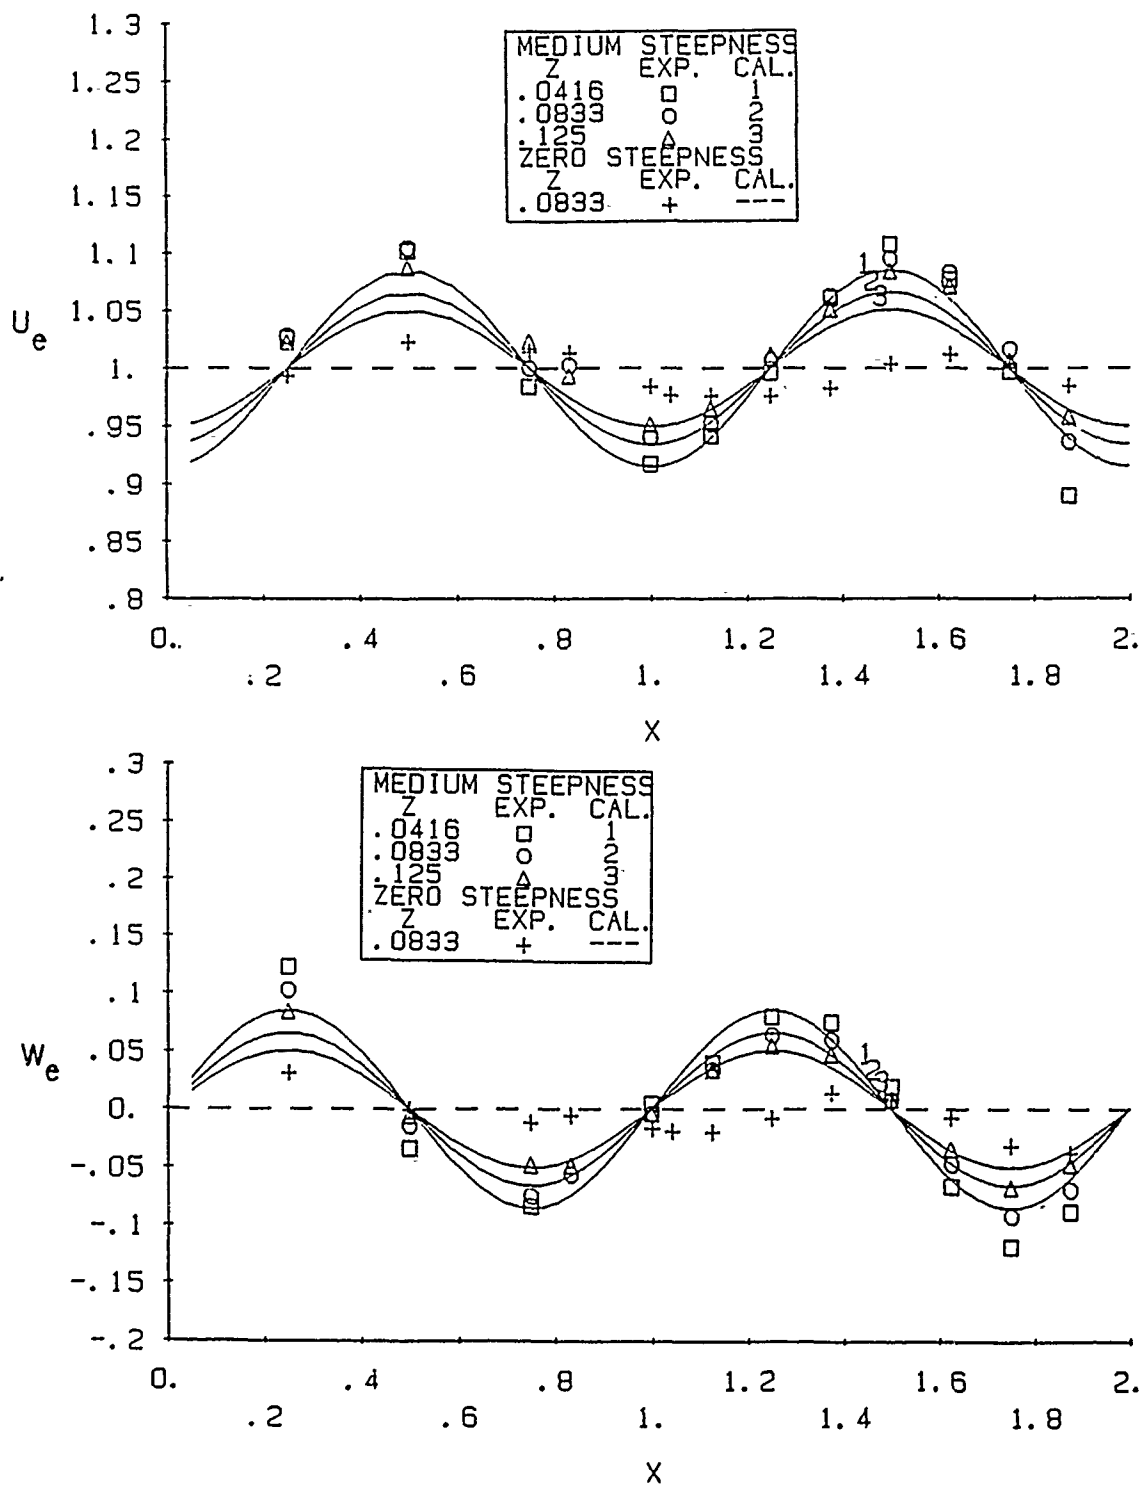 1.3
1.25
1.2
1.15
1.1
1.05
1.
.95
.9
.85
.8
Ue
MEDIUM STEEPNESS
Z EXP. CAL.
.0416 □ 1
.0833 ○ 2
.125 △ 3
ZERO STEEPNESS
Z EXP. CAL.
.0833 + ---
1
2
3
0. .4 .8 1.2 1.6 2.
.2 .6 1. 1.4 1.8
X
.3
.25
.2
.15
.1
.05
0.
-.05
-.1
-.15
-.2
We
MEDIUM STEEPNESS
Z EXP. CAL.
.0416 □ 1
.0833 ○ 2
.125 △ 3
ZERO STEEPNESS
Z EXP. CAL.
.0833 + ---
1
2
3
0. .4 .8 1.2 1.6 2.
.2 .6 1. 1.4 1.8
X